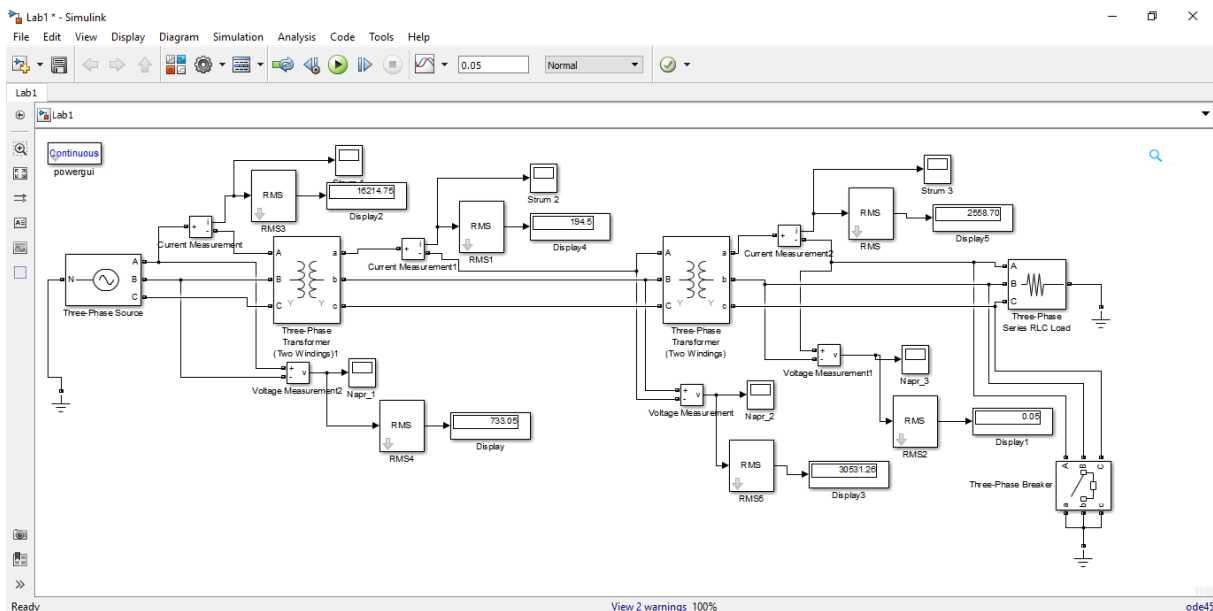 Lab1 * - Simulink
File Edit View Display Diagram Simulation Analysis Code Tools Help
0.05 Normal
Lab1
Lab1
Continuous
powergui
RMS
RMS3
16214.75
Display2
Strum 2
Strum 3
RMS
RMS1
194.5
Display4
RMS
RMS
2558.70
Display5
+ i -
Current Measurement
+ i -
Current Measurement1
+ i -
Current Measurement2
N A B C
Three-Phase Source
A B C a b c Y Y
Three-Phase
Transformer
(Two Windings)1
A B C a b c Y Y
Three-Phase
Transformer
(Two Windings)
A B C
Three-Phase
Series RLC Load
+ v -
Voltage Measurement2
Napr_1
RMS
RMS4
733.05
Display
+ v -
Voltage Measurement
Napr_2
RMS
RMS5
30531.26
Display3
+ v -
Voltage Measurement1
Napr_3
RMS
RMS2
0.05
Display1
A B C
Three-Phase Breaker
a b c
Ready View 2 warnings 100% ode45